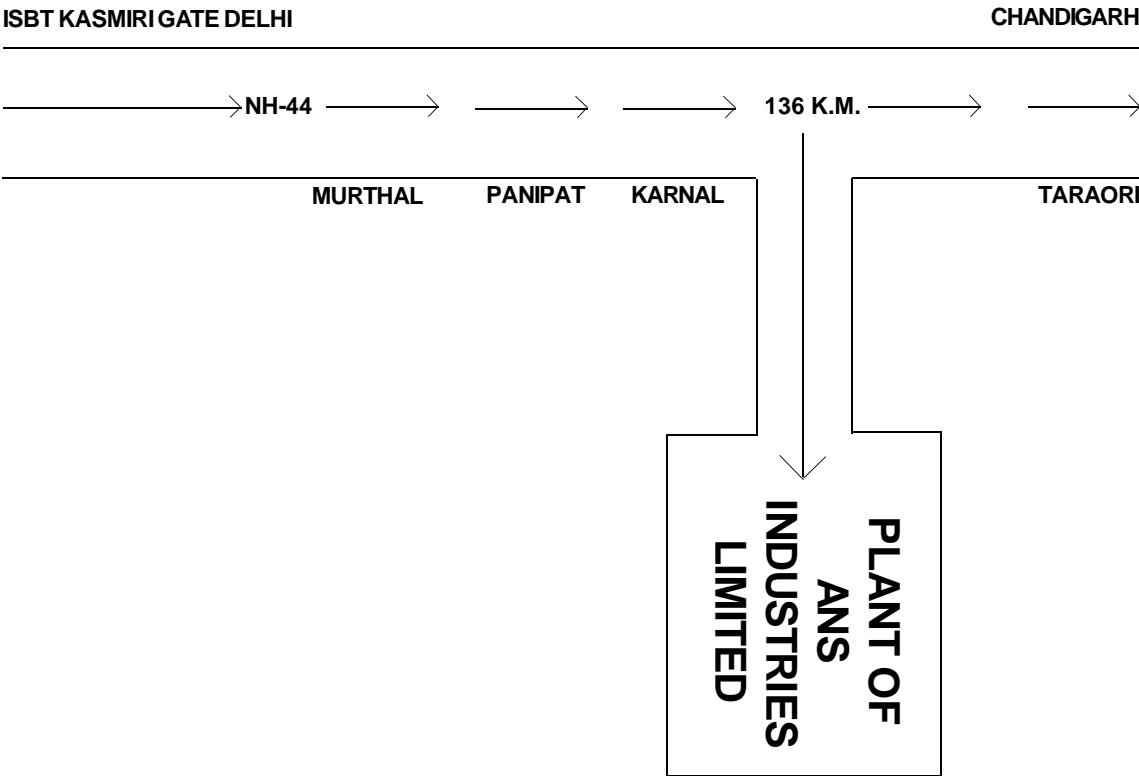 ISBT KASMIRI GATE DELHI
CHANDIGARH
NH-44
136 K.M.
MURTHAL
PANIPAT
KARNAL
TARAORI
PLANT OF
ANS
INDUSTRIES
LIMITED